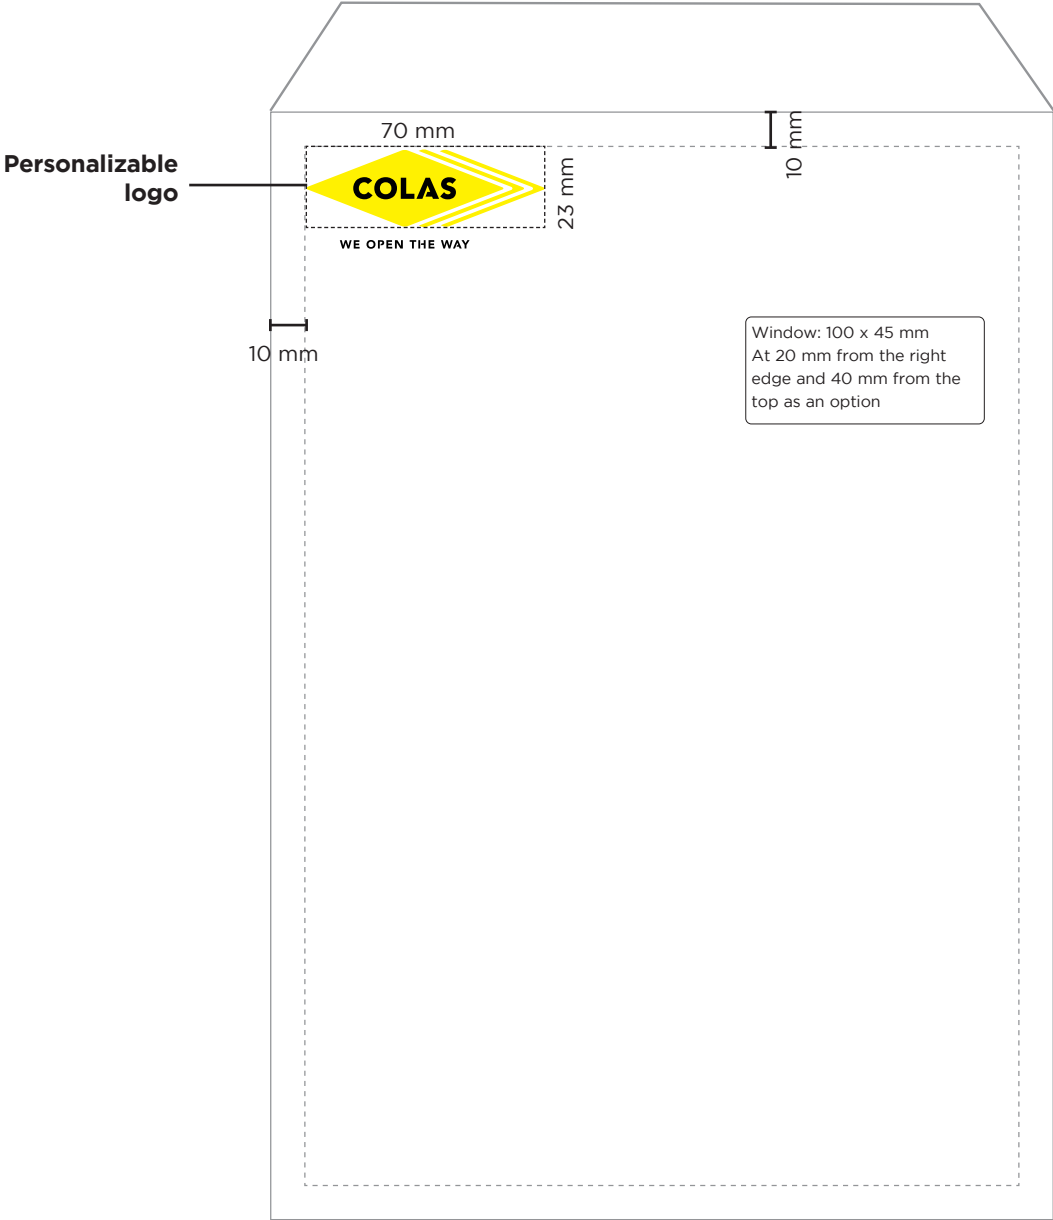 70 mm
10 mm
Personalizable
logo
COLAS
23 mm
WE OPEN THE WAY
10 mm
Window: 100 x 45 mm
At 20 mm from the right
edge and 40 mm from the
top as an option